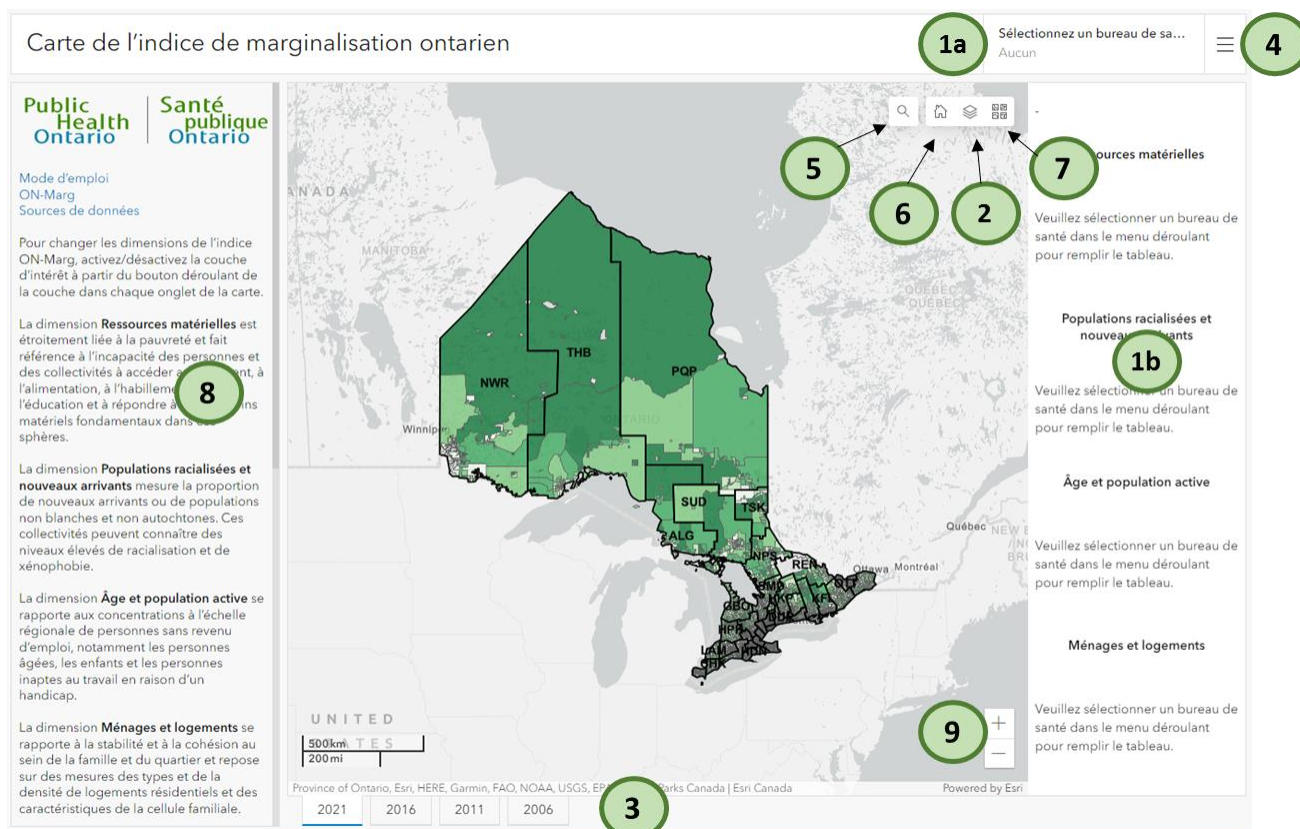 Carte de l'indice de marginalisation ontarien
1a
Sélectionnez un bureau de sa...
Aucun
4
Public Health Ontario
Santé publique Ontario
Mode d'emploi
ON-Marg
Sources de données
Pour changer les dimensions de l'indice
ON-Marg, activez/désactivez la couche
d'intérêt à partir du bouton déroulant de
la couche dans chaque onglet de la carte.
La dimension Ressources matérielles est
étroitement liée à la pauvreté et fait
référence à l'incapacité des personnes et
des collectivités à accéder à
l'alimentation, à
l'éducation et à répondre
matériels fondamentaux dans
sphères.
8
La dimension Populations racialisées et
nouveaux arrivants mesure la proportion
de nouveaux arrivants ou de populations
non blanches et non autochtones. Ces
collectivités peuvent connaître des
niveaux élevés de racialisation et de
xénophobie.
La dimension Âge et population active se
rapporte aux concentrations à l'échelle
régionale de personnes sans revenu
d'emploi, notamment les personnes
âgées, les enfants et les personnes
inaptes au travail en raison d'un
handicap.
La dimension Ménages et logements se
rapporte à la stabilité et à la cohésion au
sein de la famille et du quartier et repose
sur des mesures des types et de la
densité de logements résidentiels et des
caractéristiques de la cellule familiale.
5
6
2
7
MANITOBA
QUÉBEC
ONTARIO
NWR
THB
PQP
SUD
TSK
ALG
NPS
REN
Québec
Ottawa
Montréal
HPE
LAM
CHK
UNITED
STATES
500km
200mi
9
+
−
Province of Ontario, Esri, HERE, Garmin, FAO, NOAA, USGS, Parks Canada | Esri Canada
Powered by Esri
2021
2016
2011
2006
3
-
matérielles
Veuillez sélectionner un bureau de
santé dans le menu déroulant
pour remplir le tableau.
Populations racialisées et
1b
Veuillez un bureau de
santé dans le menu déroulant
pour remplir le tableau.
Âge et population active
Veuillez sélectionner un bureau de
santé dans le menu déroulant
pour remplir le tableau.
Ménages et logements
Veuillez sélectionner un bureau de
santé dans le menu déroulant
pour remplir le tableau.